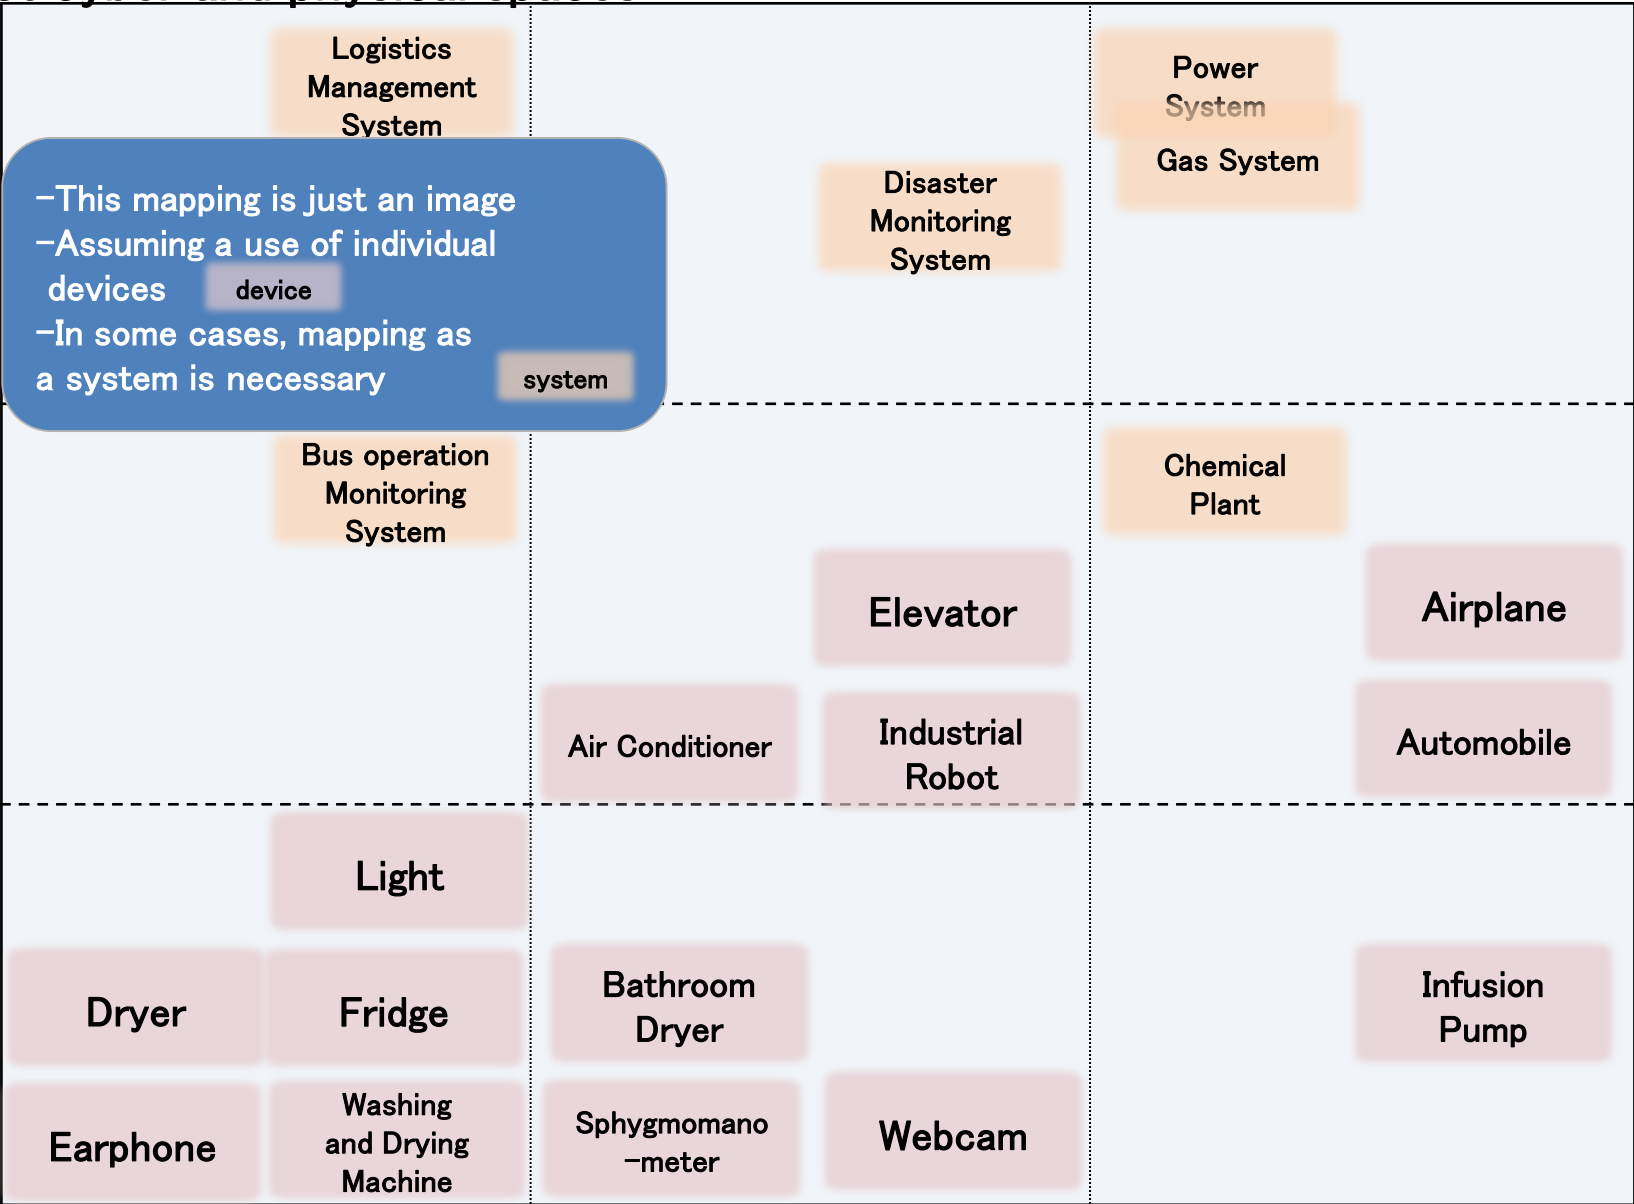 Logistics
Management
System
Power
System
Gas System
Disaster
Monitoring
System
-This mapping is just an image
-Assuming a use of individual
devices
device
-In some cases, mapping as
a system is necessary
system
Bus operation
Monitoring
System
Chemical
Plant
Elevator
Airplane
Air Conditioner
Industrial
Robot
Automobile
Light
Dryer
Fridge
Bathroom
Dryer
Infusion
Pump
Earphone
Washing
and Drying
Machine
Sphygmomano
-meter
Webcam